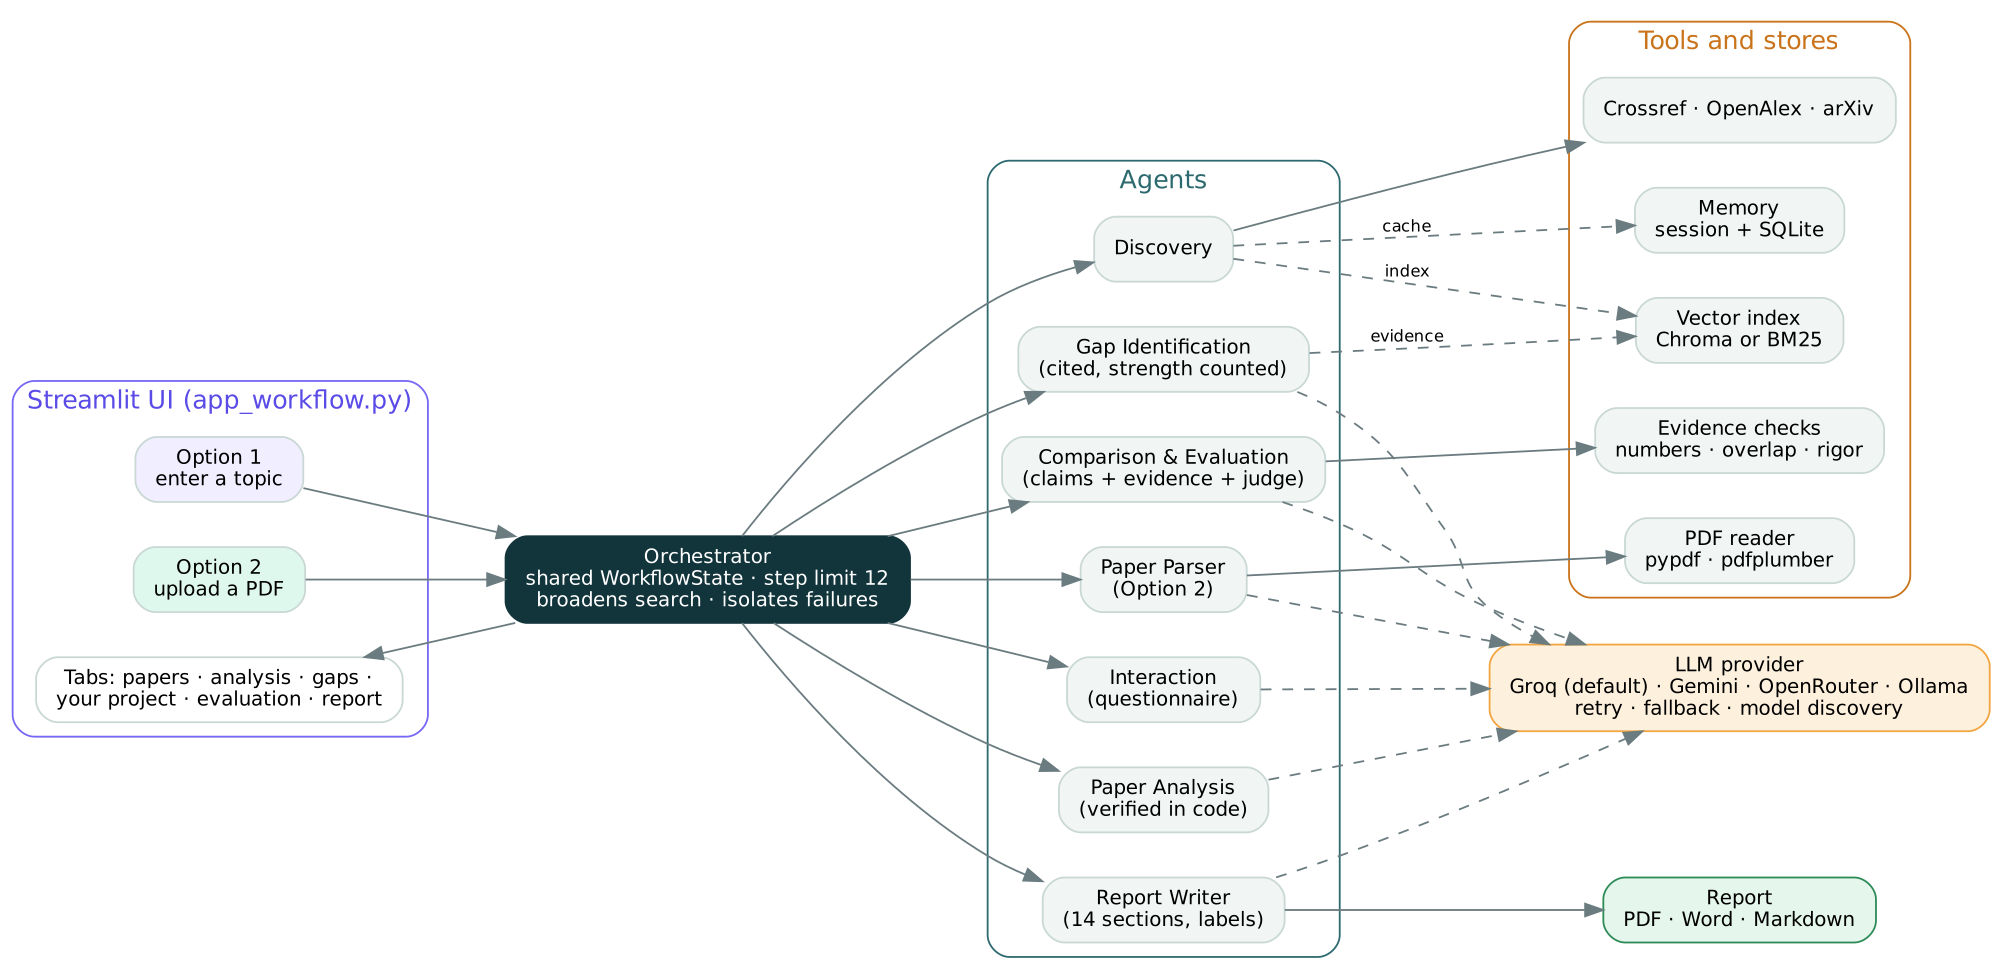 Streamlit UI (app_workflow.py)
Option 1
enter a topic
Option 2
upload a PDF
Tabs: papers · analysis · gaps ·
your project · evaluation · report
Orchestrator
shared WorkflowState · step limit 12
broadens search · isolates failures
Agents
Discovery
Gap Identification
(cited, strength counted)
Comparison & Evaluation
(claims + evidence + judge)
Paper Parser
(Option 2)
Interaction
(questionnaire)
Paper Analysis
(verified in code)
Report Writer
(14 sections, labels)
cache
index
evidence
Tools and stores
Crossref · OpenAlex · arXiv
Memory
session + SQLite
Vector index
Chroma or BM25
Evidence checks
numbers · overlap · rigor
PDF reader
pypdf · pdfplumber
LLM provider
Groq (default) · Gemini · OpenRouter · Ollama
retry · fallback · model discovery
Report
PDF · Word · Markdown